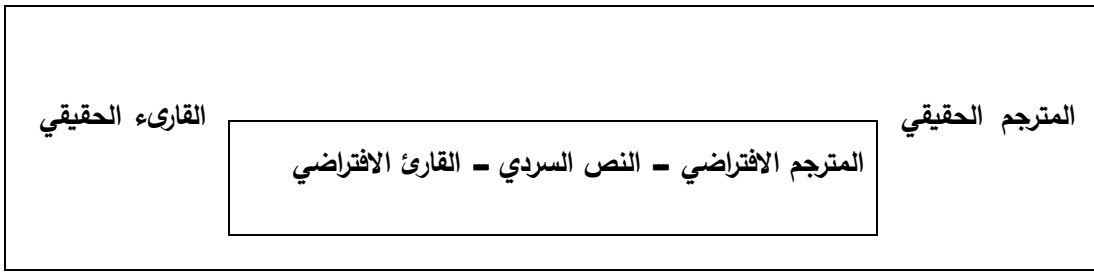 المترجم الحقيقي
القارىء الحقيقي
المترجم الافتراضي – النص السردي – القارئ الافتراضي